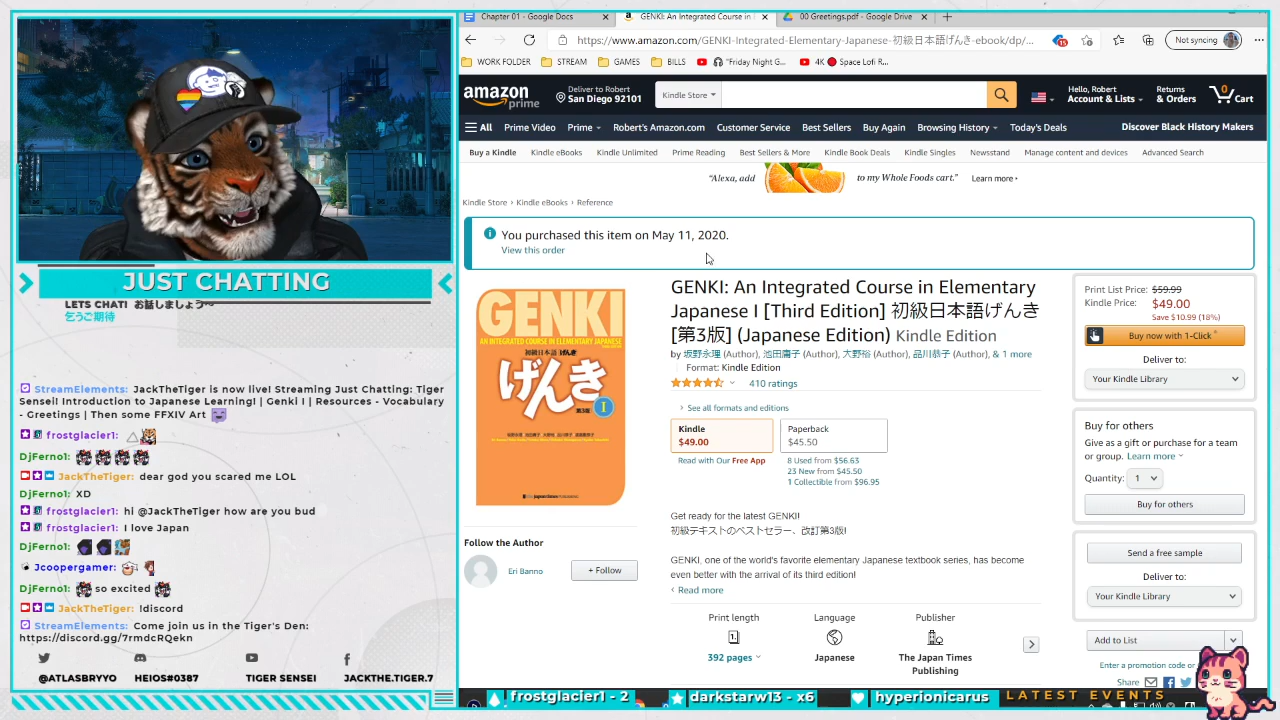 JUST CHATTING
LETS CHAT! お話しましょう〜
乞うご期待
StreamElements: JackTheTiger is now live! Streaming Just Chatting: Tiger
Sensei! Introduction to Japanese Learning! | Genki I | Resources - Vocabulary
- Greetings | Then some FFXIV Art
frostglacier1:
DjFerno1:
JackTheTiger: dear god you scared me LOL
DjFerno1: XD
frostglacier1: hi @JackTheTiger how are you bud
frostglacier1: I love Japan
DjFerno1:
Jcoopergamer:
DjFerno1: so excited
JackTheTiger: !discord
StreamElements: Come join us in the Tiger's Den:
https://discord.gg/7rmdcRQekn
@ATLASBRYYO HEIOS#0387 TIGER SENSEI JACKTHE.TIGER.7
Chapter 01 - Google Docs GENKI: An Integrated Course in 00 Greetings.pdf - Google Drive
https://www.amazon.com/GENKI-Integrated-Elementary-Japanese-初級日本語げんき-ebook/dp/... 15 Not syncing
WORK FOLDER STREAM GAMES BILLS "Friday Night G... 4K Space Lofi R...
amazon prime Deliver to Robert San Diego 92101 Kindle Store Hello, Robert Account & Lists Returns & Orders 0 Cart
All Prime Video Prime Robert's Amazon.com Customer Service Best Sellers Buy Again Browsing History Today's Deals Discover Black History Makers
Buy a Kindle Kindle eBooks Kindle Unlimited Prime Reading Best Sellers & More Kindle Book Deals Kindle Singles Newsstand Manage content and devices Advanced Search
"Alexa, add to my Whole Foods cart." Learn more ›
Kindle Store › Kindle eBooks › Reference
You purchased this item on May 11, 2020.
View this order
GENKI
AN INTEGRATED COURSE IN ELEMENTARY JAPANESE
初級日本語 げんき
げんき
第3版 I
the japan times PUBLISHING
GENKI: An Integrated Course in Elementary
Japanese I [Third Edition] 初級日本語げんき
[第3版] (Japanese Edition) Kindle Edition
by 坂野永理 (Author), 池田庸子 (Author), 大野裕 (Author), 品川恭子 (Author), & 1 more
Format: Kindle Edition
410 ratings
› See all formats and editions
Kindle
$49.00
Paperback
$45.50
Read with Our Free App
8 Used from $56.63
23 New from $45.50
1 Collectible from $96.95
Get ready for the latest GENKI!
初級テキストのベストセラー、改訂第3版!
GENKI, one of the world's favorite elementary Japanese textbook series, has become
even better with the arrival of its third edition!
‹ Read more
Print length
392 pages
Language
Japanese
Publisher
The Japan Times
Publishing
Follow the Author
Eri Banno + Follow
Print List Price: $59.99
Kindle Price: $49.00
Save $10.99 (18%)
Buy now with 1-Click
Deliver to:
Your Kindle Library
Buy for others
Give as a gift or purchase for a team
or group.
Learn more
Quantity: 1
Buy for others
Send a free sample
Deliver to:
Your Kindle Library
Add to List
Enter a promotion code or
Share
frostglacier1 - 2 darkstarw13 - x6 hyperionicarus LATEST EVEN